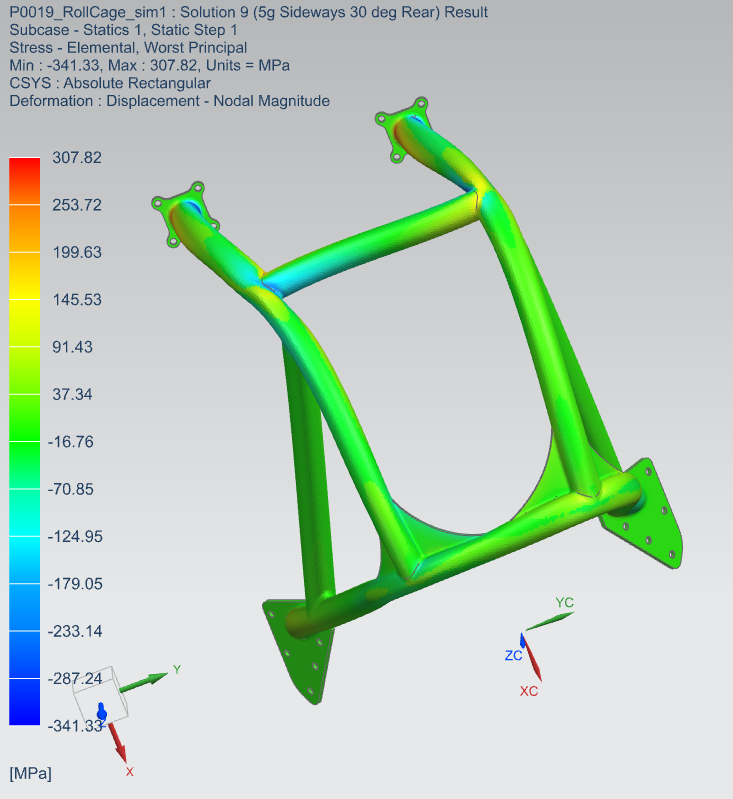 P0019_RollCage_sim1 : Solution 9 (5g Sideways 30 deg Rear) Result
Subcase - Statics 1, Static Step 1
Stress - Elemental, Worst Principal
Min : -341.33, Max : 307.82, Units = MPa
CSYS : Absolute Rectangular
Deformation : Displacement - Nodal Magnitude
307.82
253.72
199.63
145.53
91.43
37.34
-16.76
-70.85
-124.95
-179.05
-233.14
-287.24
-341.33
[MPa]
Y
X
YC
ZC
XC